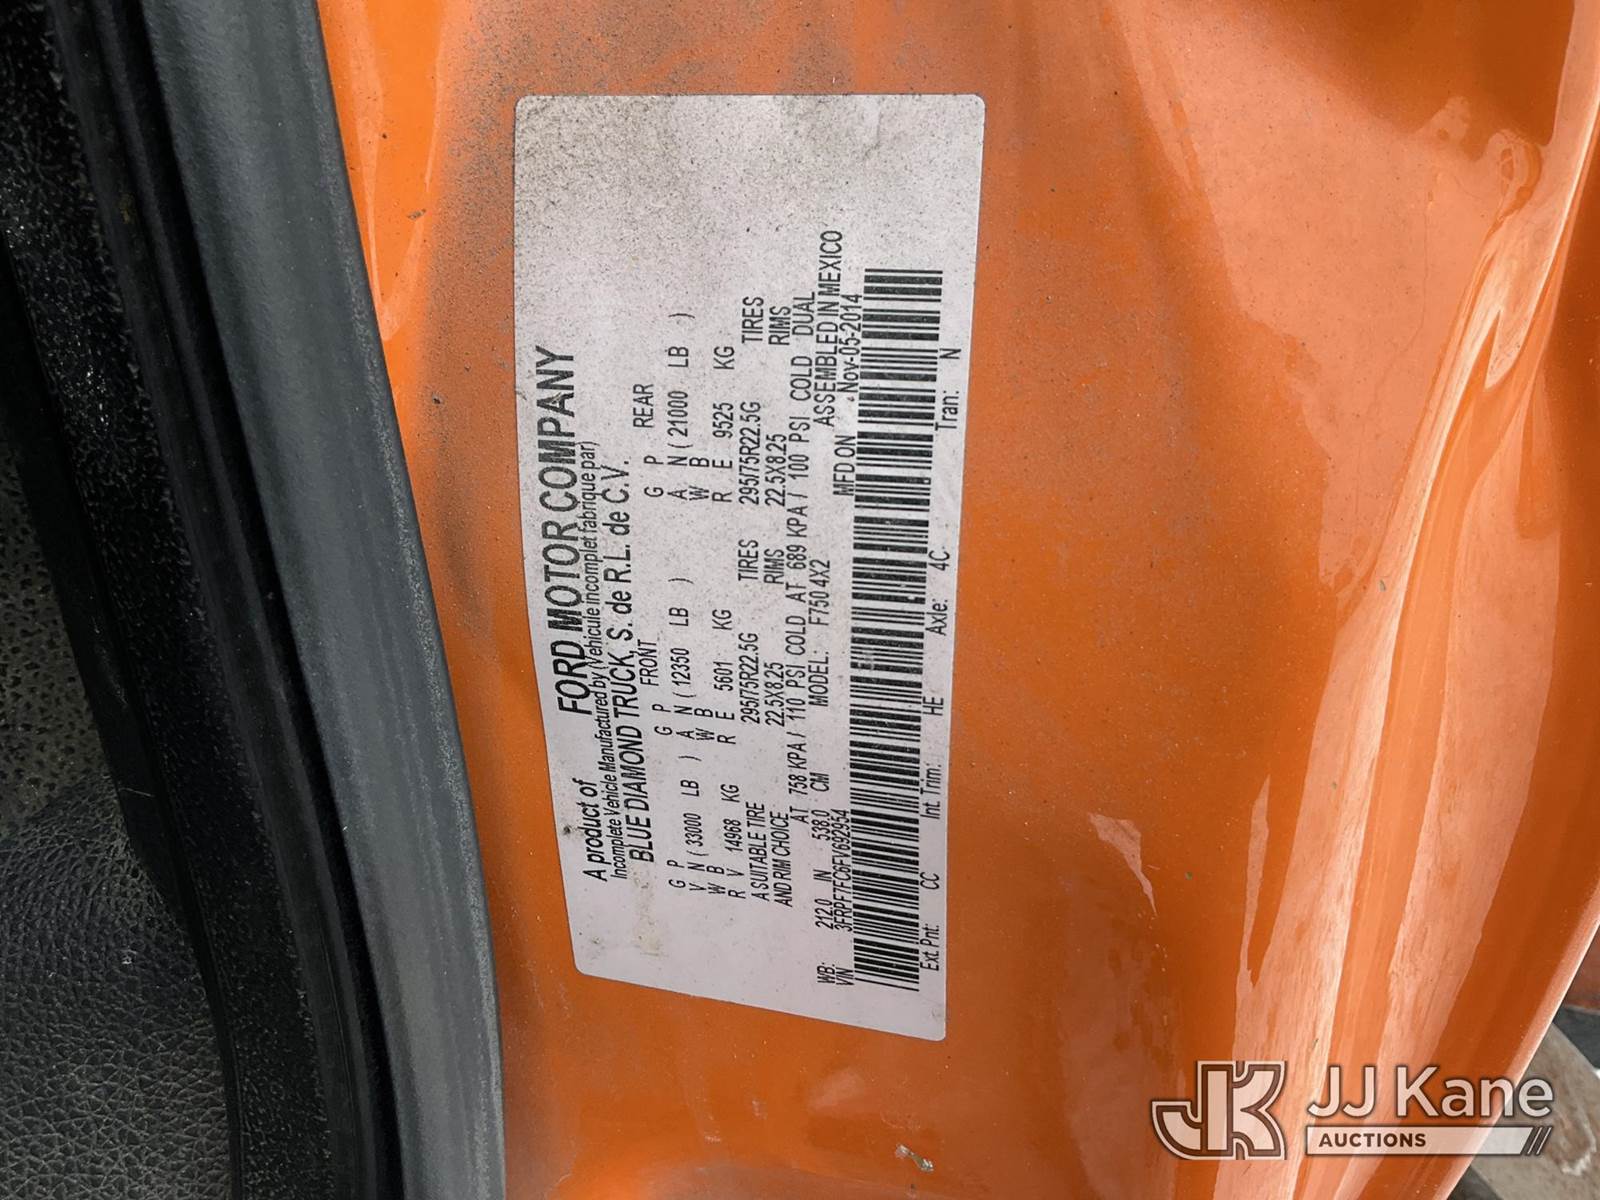 A product of FORD MOTOR COMPANY
Incomplete Vehicle Manufactured by (Vehicule Incomplet fabrique par)
BLUE DIAMOND TRUCK, S. de R.L. de C.V.
FRONT REAR
G P G P G P
V N ( 33000 LB ) A N ( 12350 LB ) A N ( 21000 LB )
W B W B W B
R V 14968 KG R E 5601 KG R E 9525 KG
A SUITABLE TIRE 295/75R22.5G TIRES 295/75R22.5G TIRES
AND RIM CHOICE 22.5X8.25 RIMS 22.5X8.25 RIMS
AT 758 KPA / 110 PSI COLD AT 689 KPA / 100 PSI COLD DUAL
WB: 212.0 IN 538.0 CM MODEL: F750 4X2 ASSEMBLED IN MEXICO
VIN 3FRPF7FC6FV692954 MFD ON Nov-05-2014
Ext Pnt: CC Int Trim: HE Axle: 4C Tran: N
JK JJ Kane
AUCTIONS